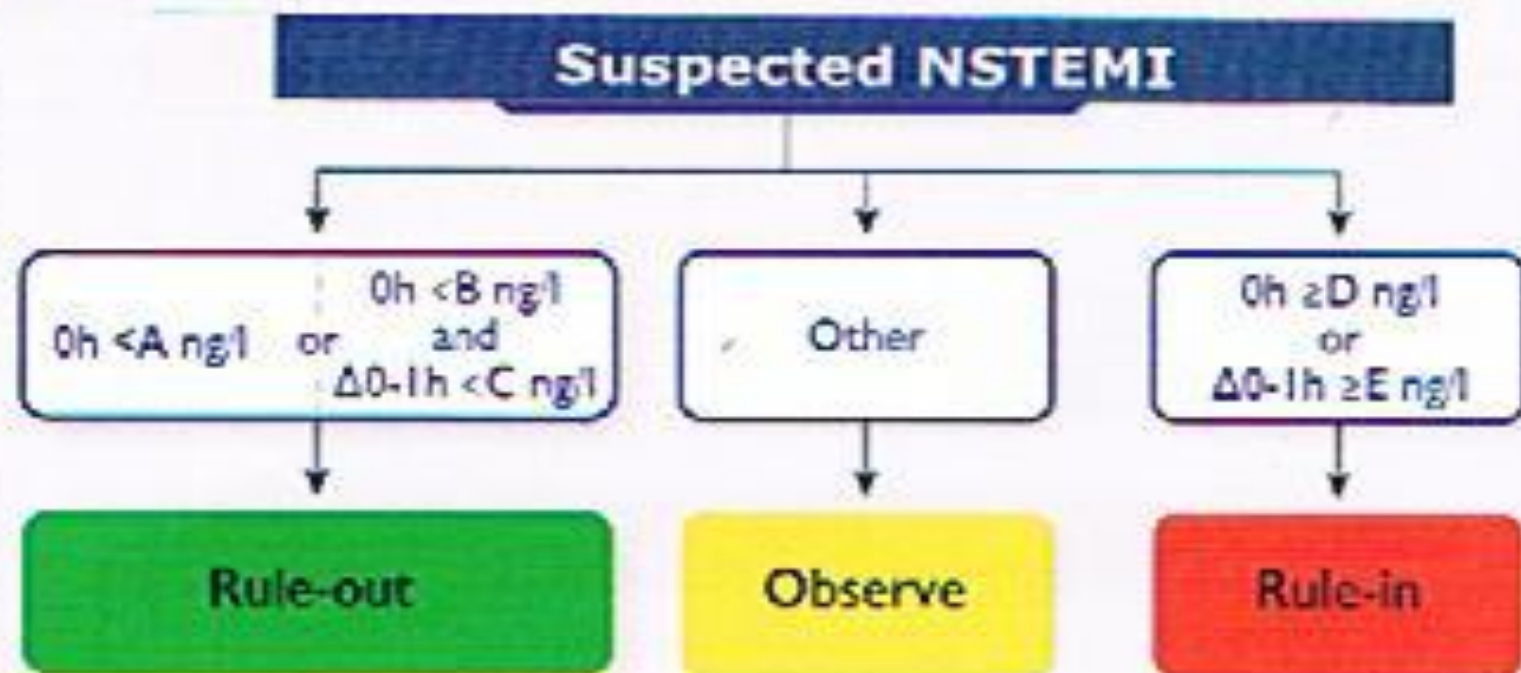 Suspected NSTEMI
0h <A ng/l or
0h <B ng/l
and
Δ0-1h <C ng/l
Other
0h ≥D ng/l
or
Δ0-1h ≥E ng/l
Rule-out
Observe
Rule-in